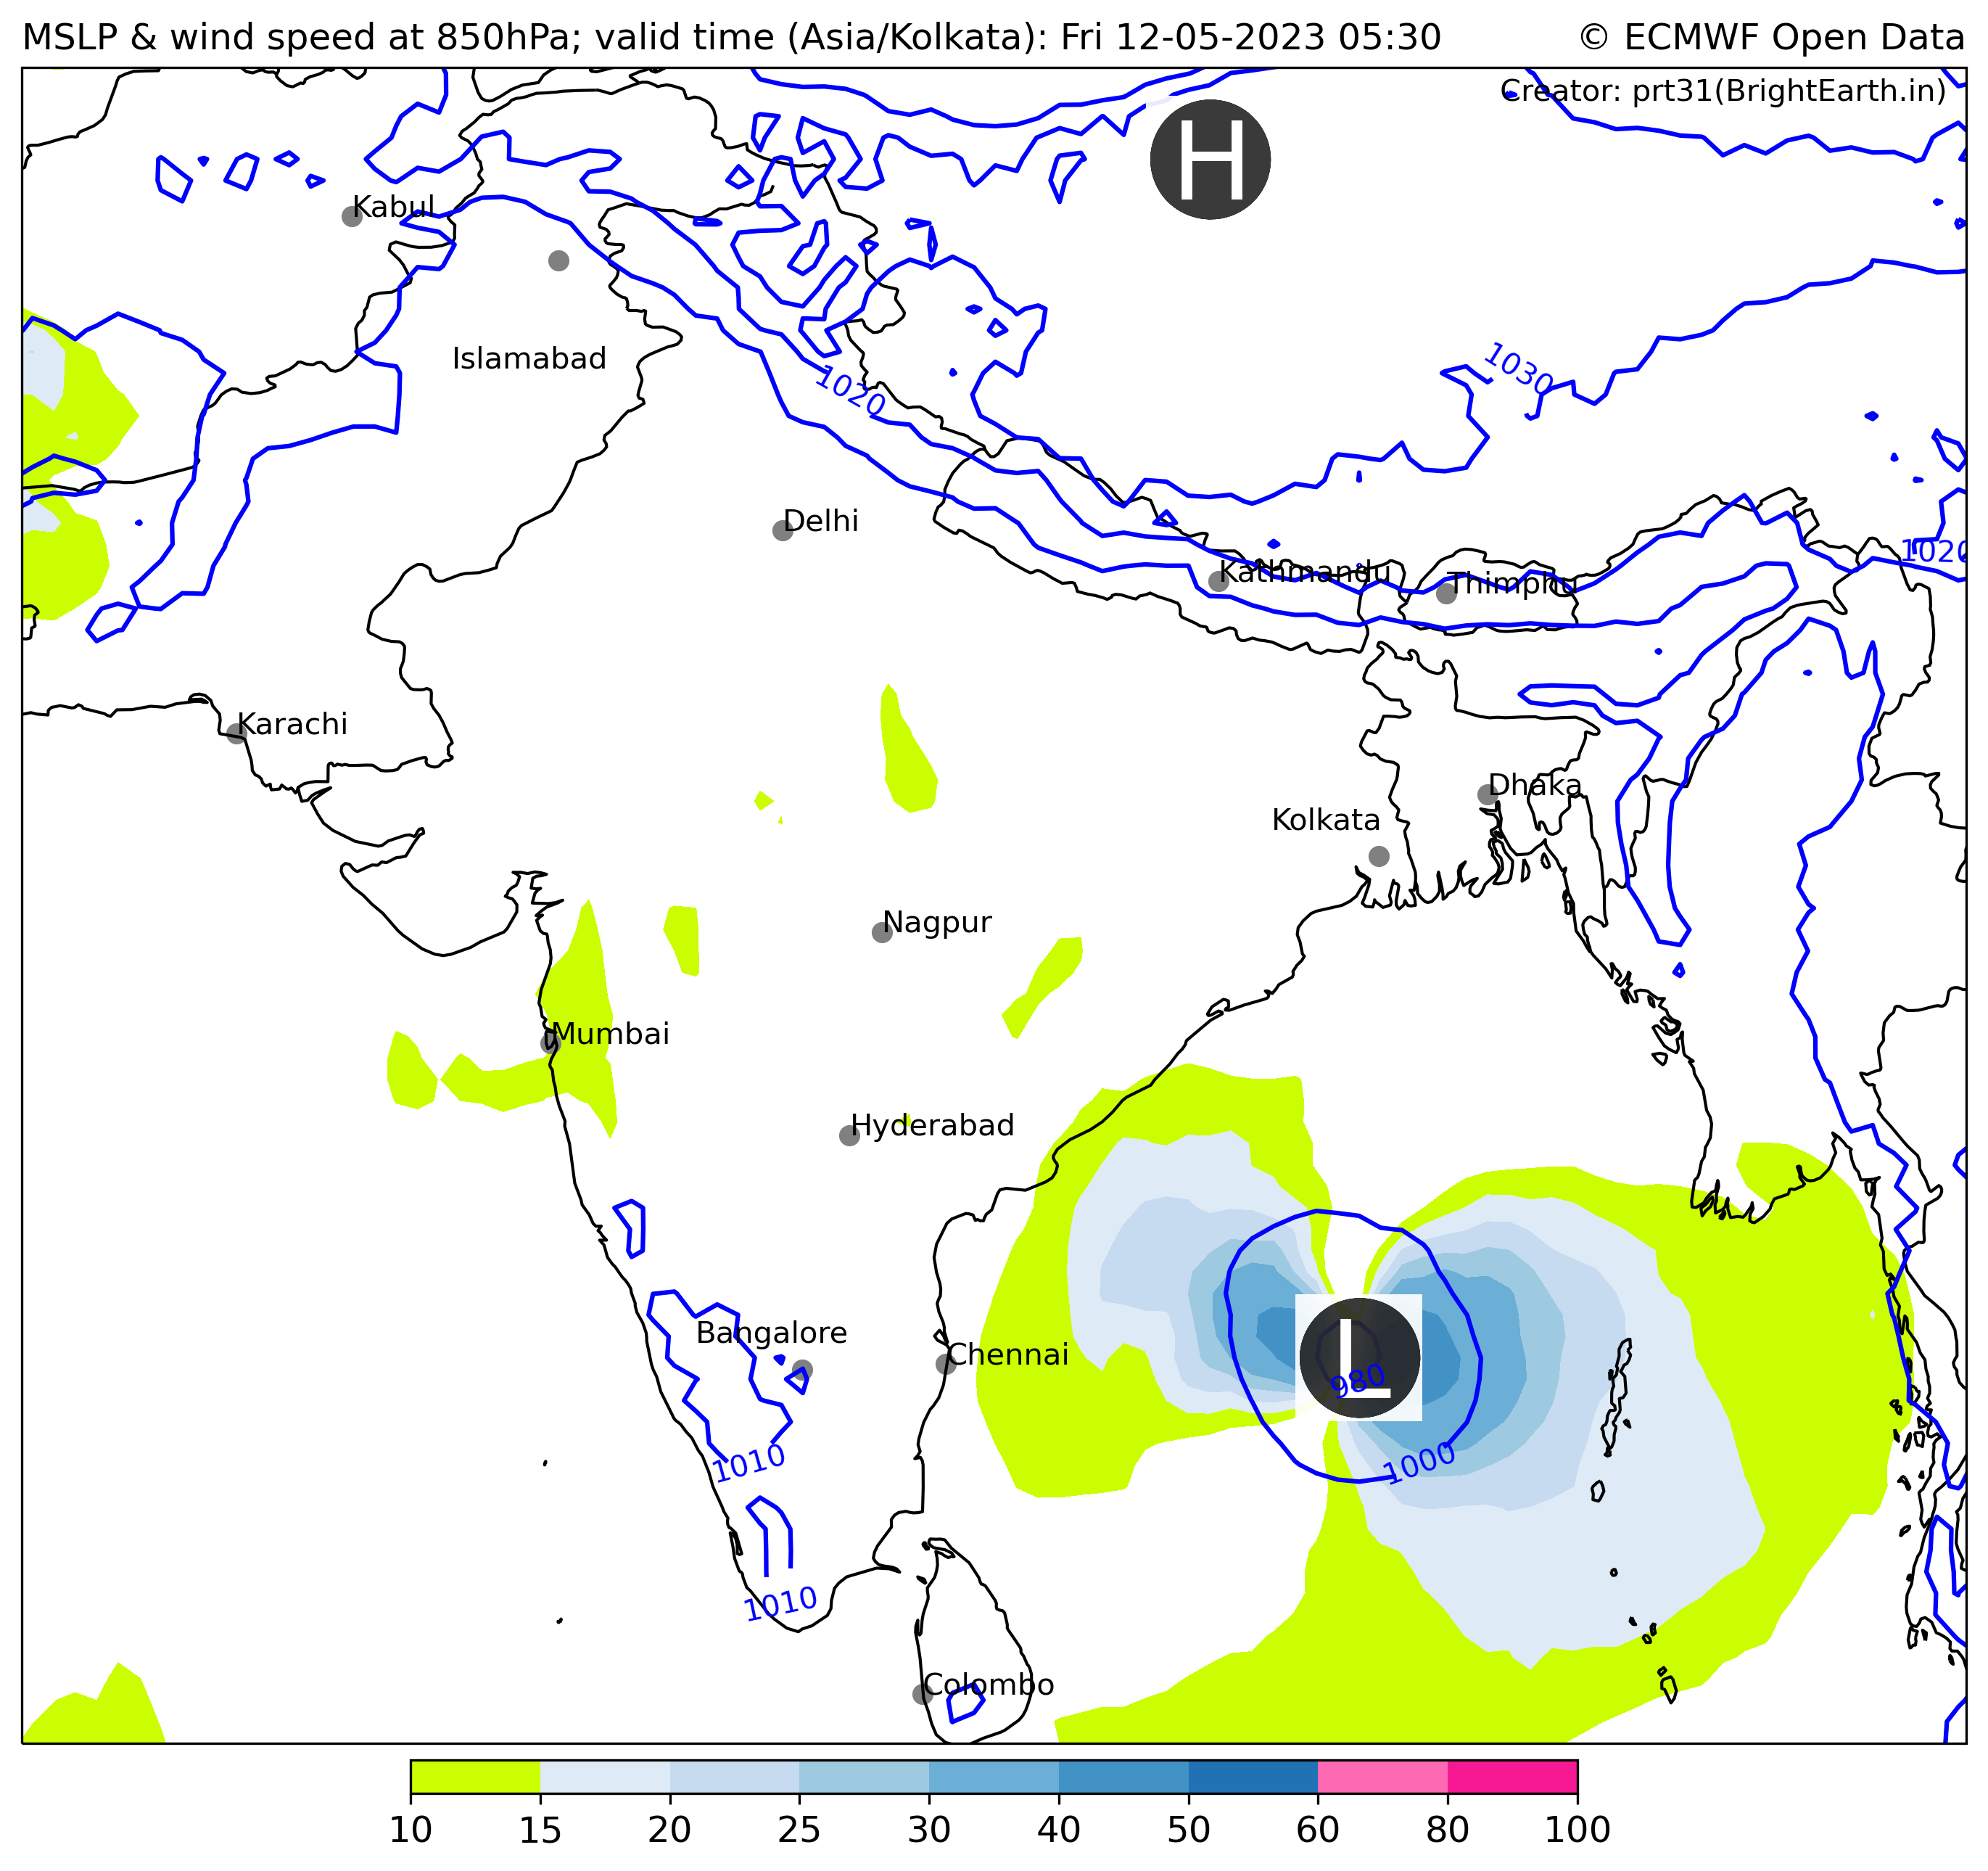 MSLP & wind speed at 850hPa; valid time (Asia/Kolkata): Fri 12-05-2023 05:30
© ECMWF Open Data
Creator: prt31(BrightEarth.in)
H
Kabul
Islamabad
1020
1030
Delhi
1020
Kathmandu
Thimphu
Karachi
Dhaka
Kolkata
Nagpur
Mumbai
Hyderabad
Bangalore
Chennai
L
980
1010
1000
1010
Colombo
10 15 20 25 30 40 50 60 80 100